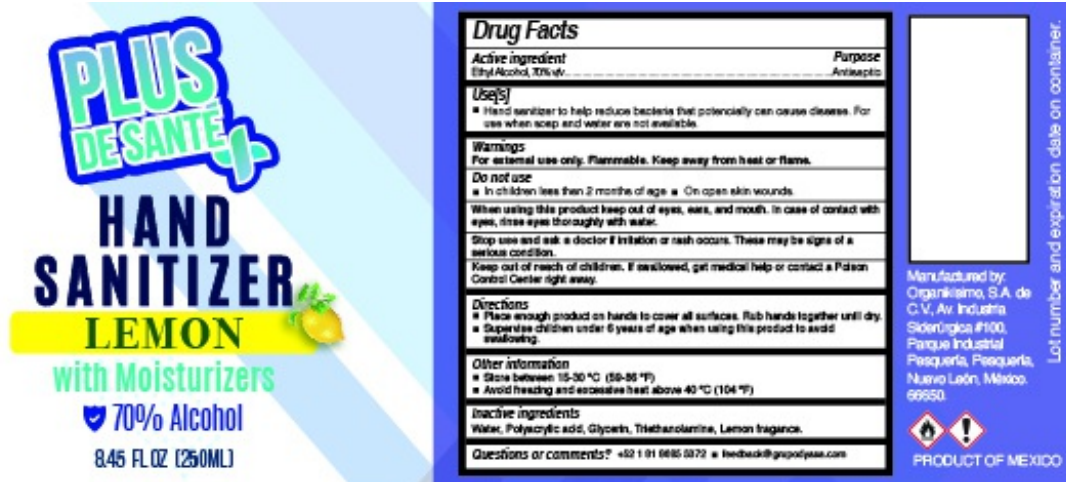 PLUS
DE SANTÉ
HAND
SANITIZER
LEMON
with Moisturizers
70% Alcohol
8.45 FL OZ (250ML)
Drug Facts
Active ingredient Purpose
Ethyl Alcohol, 70% v/v Antiseptic
Use[s]
▪ Hand sanitizer to help reduce bacteria that potencially can cause disease. For
use when soap and water are not available.
Warnings
For external use only. Flammable. Keep away from heat or flame.
Do not use
▪ In children less than 2 months of age ▪ On open skin wounds.
When using this product keep out of eyes, ears, and mouth. In case of contact with
eyes, rinse eyes thoroughly with water.
Stop use and ask a doctor if irritation or rash occurs. These may be signs of a
serious condition.
Keep out of reach of children. If swallowed, get medical help or contact a Poison
Control Center right away.
Directions
▪ Place enough product on hands to cover all surfaces. Rub hands together until dry.
▪ Supervise children under 6 years of age when using this product to avoid
swallowing.
Other information
▪ Store between 15-30 ºC (59-86 ºF)
▪ Avoid freezing and excessive heat above 40 ºC (104 ºF)
Inactive ingredients
Water, Polyacrylic acid, Glycerin, Triethanolamine, Lemon fragance.
Questions or comments?
Manufactured by:
Organikisimo, S.A. de
C.V., Av. Industria
Siderúrgica #100,
Parque Industrial
Pesquería, Pesquería,
Nuevo León, México.
66650.
PRODUCT OF MEXICO
Lot number and expiration date on container.